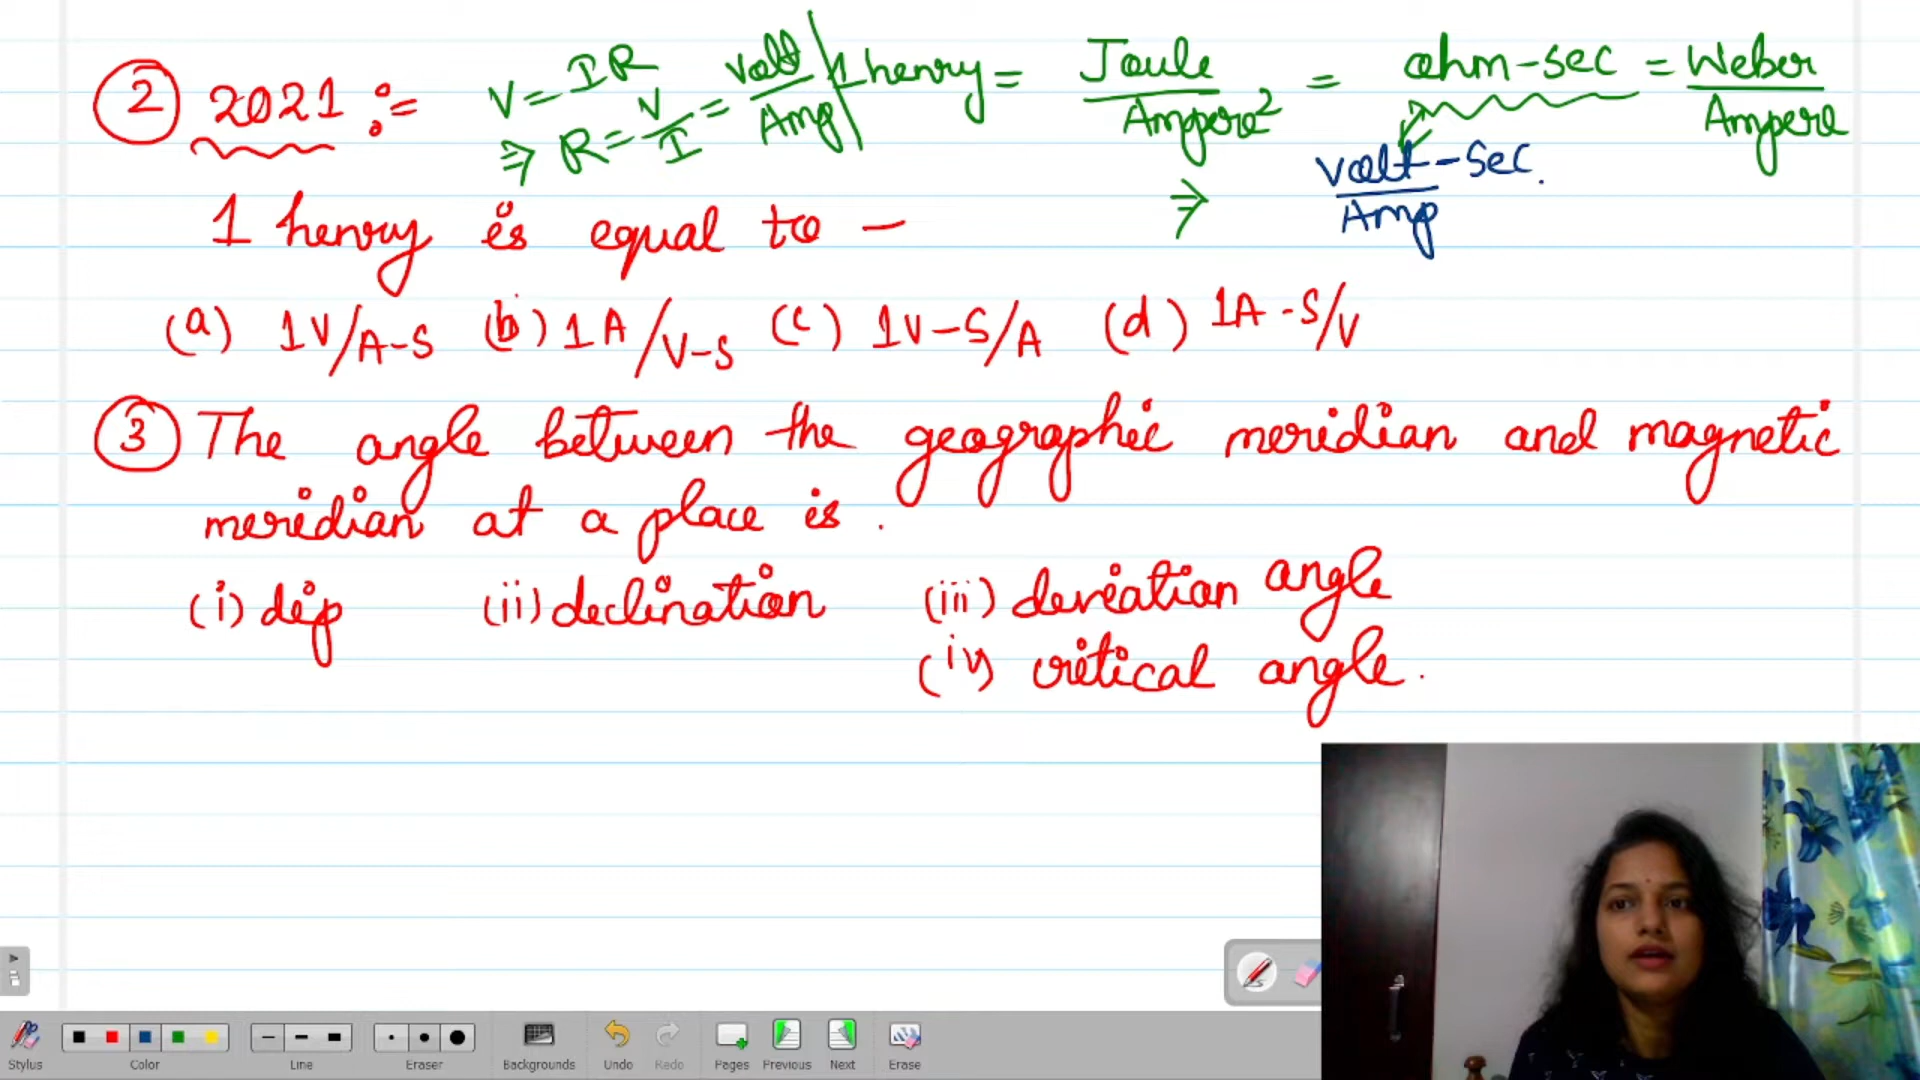 ② 2021 :=
V = IR
⇒ R = V/I = Volt/Amp
1 henry = Joule/Ampere² = ohm-sec = Weber/Ampere
⇒ Volt-Sec./Amp
1 henry is equal to –
(a) 1V/A-S (b) 1A/V-S (c) 1V-S/A (d) 1A-S/V
③ The angle between the geographic meridian and magnetic
meridian at a place is .
(i) dip (ii) declination (iii) deviation angle
(iv) critical angle.
Stylus Color Line Eraser Backgrounds Undo Redo Pages Previous Next Erase